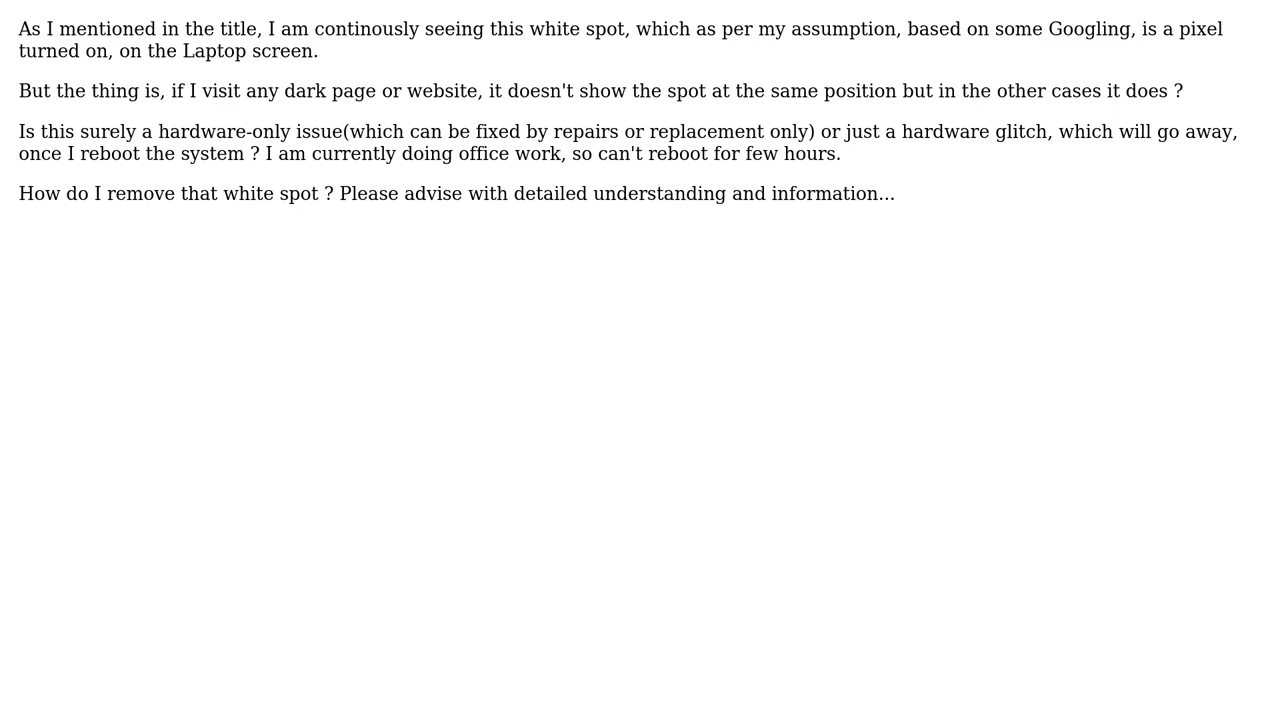 As I mentioned in the title, I am continously seeing this white spot, which as per my assumption, based on some Googling, is a pixel
turned on, on the Laptop screen.
But the thing is, if I visit any dark page or website, it doesn't show the spot at the same position but in the other cases it does ?
Is this surely a hardware-only issue(which can be fixed by repairs or replacement only) or just a hardware glitch, which will go away,
once I reboot the system ? I am currently doing office work, so can't reboot for few hours.
How do I remove that white spot ? Please advise with detailed understanding and information...